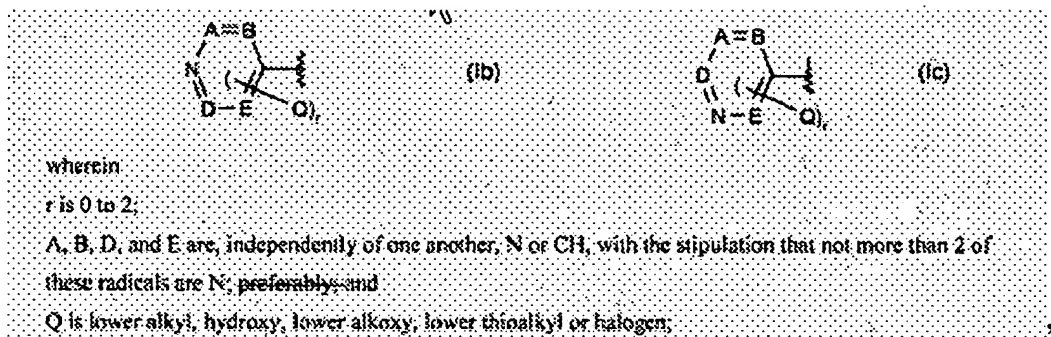 A=B A=B
N (Ib) D (Ic)
D-E Q)r N-E Q)r
wherein
r is 0 to 2;
A, B, D, and E are, independently of one another, N or CH, with the stipulation that not more than 2 of
these radicals are N; preferably, and
Q is lower alkyl, hydroxy, lower alkoxy, lower thioalkyl or halogen;
,